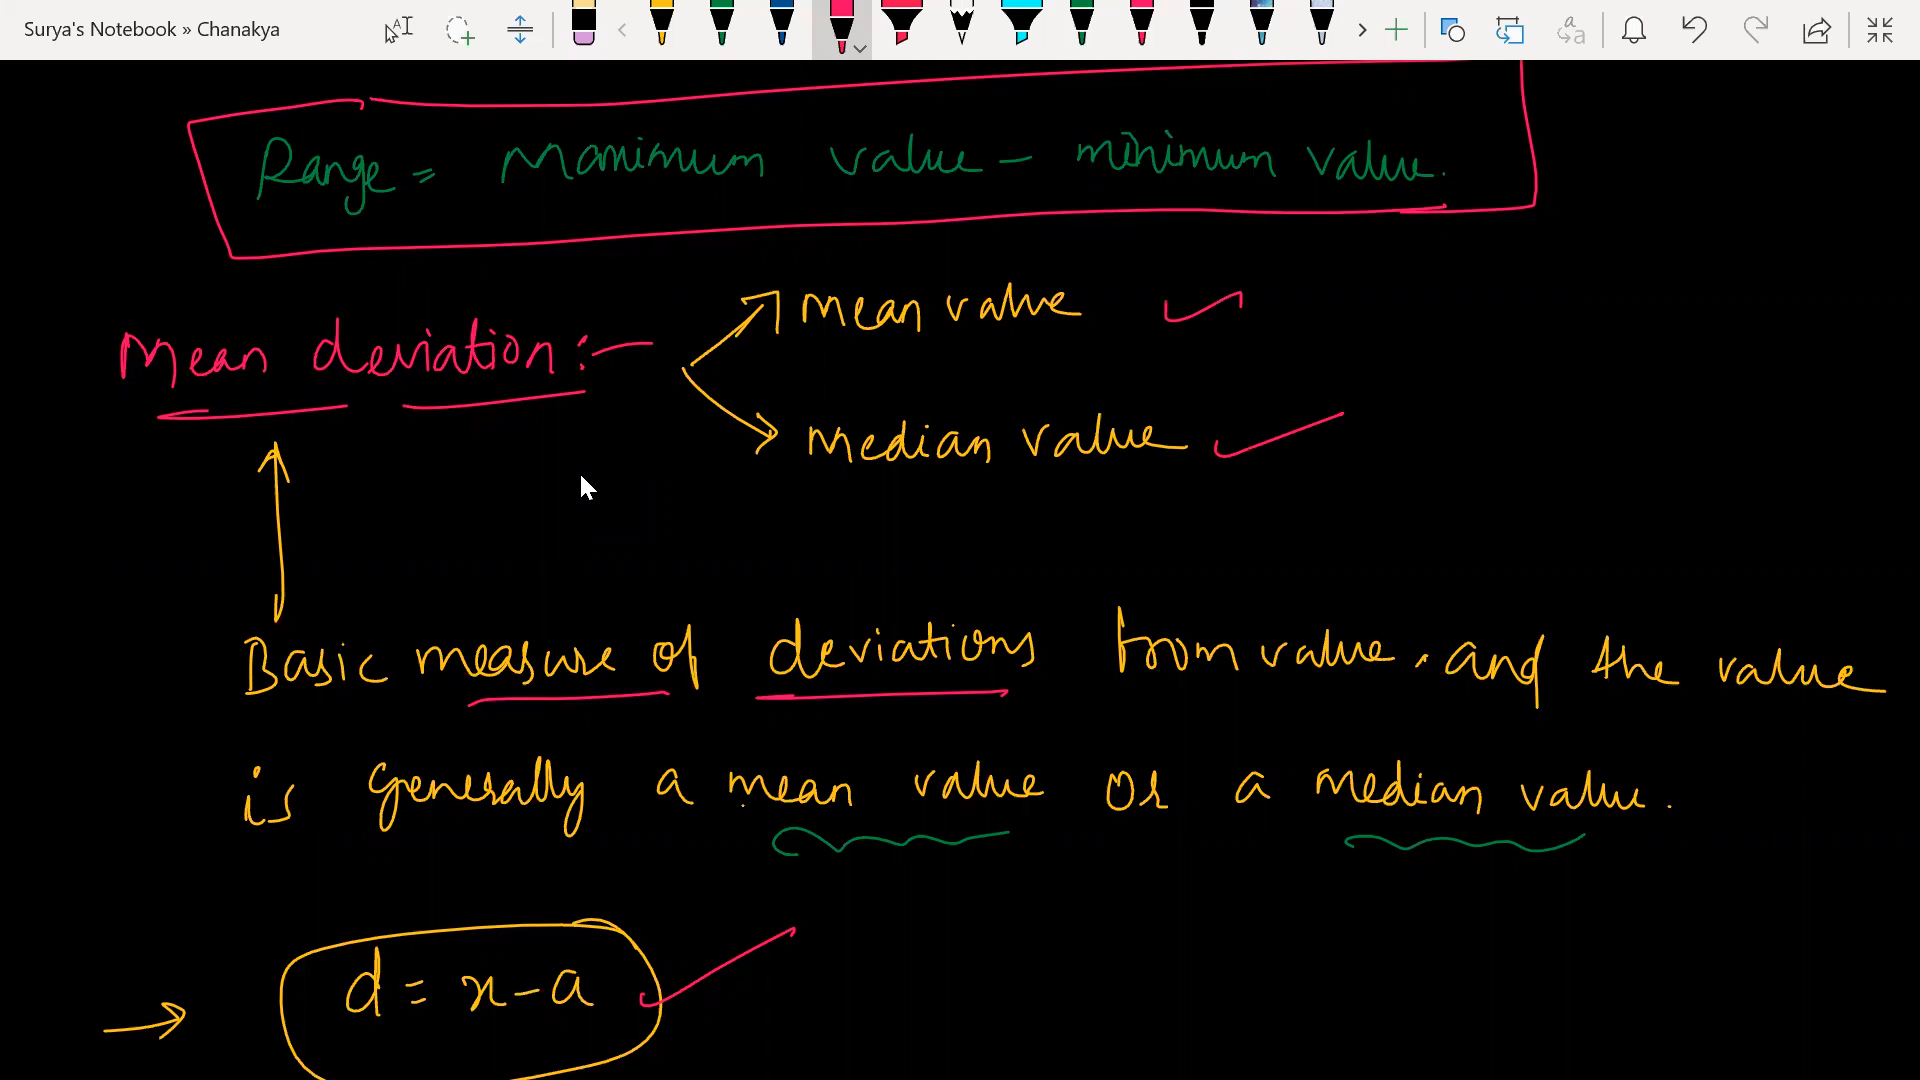 Surya's Notebook » Chanakya
Range = Maximum value - minimum value.
Mean deviation :-
mean value
Median value
Basic measure of deviations from value. and the value
is generally a mean value or a median value.
d = x - a